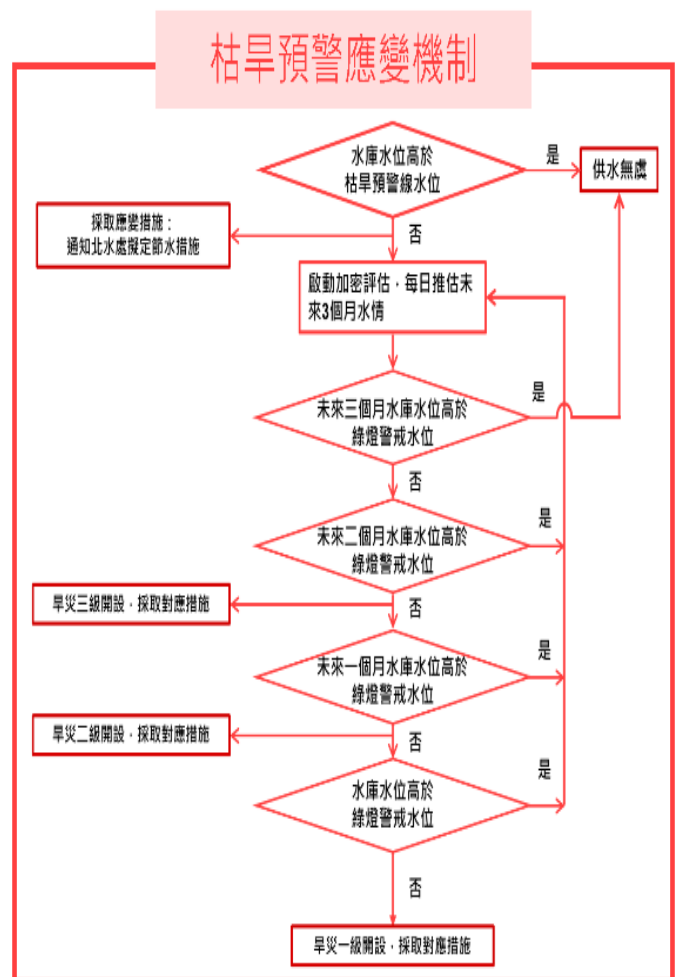 枯旱預警應變機制
水庫水位高於
枯旱預警線水位
是
供水無虞
否
採取應變措施：
通知北水處擬定節水措施
啟動加密評估，每日推估未
來3個月水情
未來三個月水庫水位高於
綠燈警戒水位
是
否
未來二個月水庫水位高於
綠燈警戒水位
是
否
旱災三級開設，採取對應措施
未來一個月水庫水位高於
綠燈警戒水位
是
否
旱災二級開設，採取對應措施
水庫水位高於
綠燈警戒水位
是
否
旱災一級開設，採取對應措施